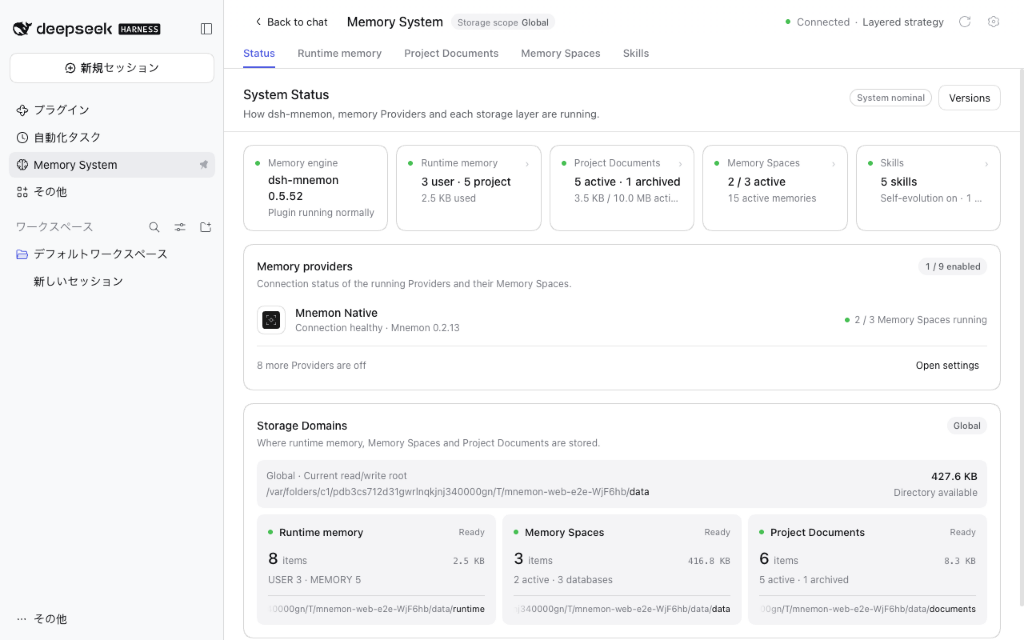 deepseek HARNESS
新規セッション
プラグイン
自動化タスク
Memory System
その他
ワークスペース
デフォルトワークスペース
新しいセッション
その他
Back to chat
Memory System
Storage scope Global
Connected · Layered strategy
Status
Runtime memory
Project Documents
Memory Spaces
Skills
System Status
How dsh-mnemon, memory Providers and each storage layer are running.
System nominal
Versions
Memory engine
dsh-mnemon
0.5.52
Plugin running normally
Runtime memory
3 user · 5 project
2.5 KB used
Project Documents
5 active · 1 archived
3.5 KB / 10.0 MB acti...
Memory Spaces
2 / 3 active
15 active memories
Skills
5 skills
Self-evolution on · 1 ...
Memory providers
1 / 9 enabled
Connection status of the running Providers and their Memory Spaces.
Mnemon Native
Connection healthy · Mnemon 0.2.13
2 / 3 Memory Spaces running
8 more Providers are off
Open settings
Storage Domains
Global
Where runtime memory, Memory Spaces and Project Documents are stored.
Global · Current read/write root
427.6 KB
/var/folders/c1/pdb3cs712d31gwrlnqkjnj340000gn/T/mnemon-web-e2e-WjF6hb/data
Directory available
Runtime memory
Ready
8 items
2.5 KB
USER 3 · MEMORY 5
0000gn/T/mnemon-web-e2e-WjF6hb/data/runtime
Memory Spaces
Ready
3 items
416.8 KB
2 active · 3 databases
j340000gn/T/mnemon-web-e2e-WjF6hb/data/data
Project Documents
Ready
6 items
8.3 KB
5 active · 1 archived
00gn/T/mnemon-web-e2e-WjF6hb/data/documents